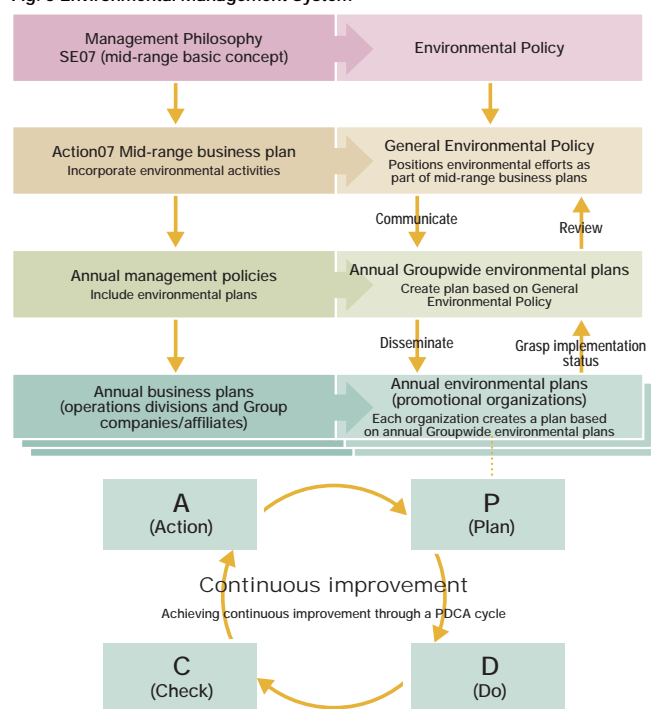 Management Philosophy
SE07 (mid-range basic concept)
Environmental Policy
Action07 Mid-range business plan
Incorporate environmental activities
General Environmental Policy
Positions environmental efforts as
part of mid-range business plans
Communicate
Review
Annual management policies
Include environmental plans
Annual Groupwide environmental plans
Create plan based on General
Environmental Policy
Disseminate
Grasp implementation
status
Annual business plans
(operations divisions and Group
companies/affiliates)
Annual environmental plans
(promotional organizations)
Each organization creates a plan based
on annual Groupwide environmental plans
A
(Action)
P
(Plan)
Continuous improvement
Achieving continuous improvement through a PDCA cycle
C
(Check)
D
(Do)